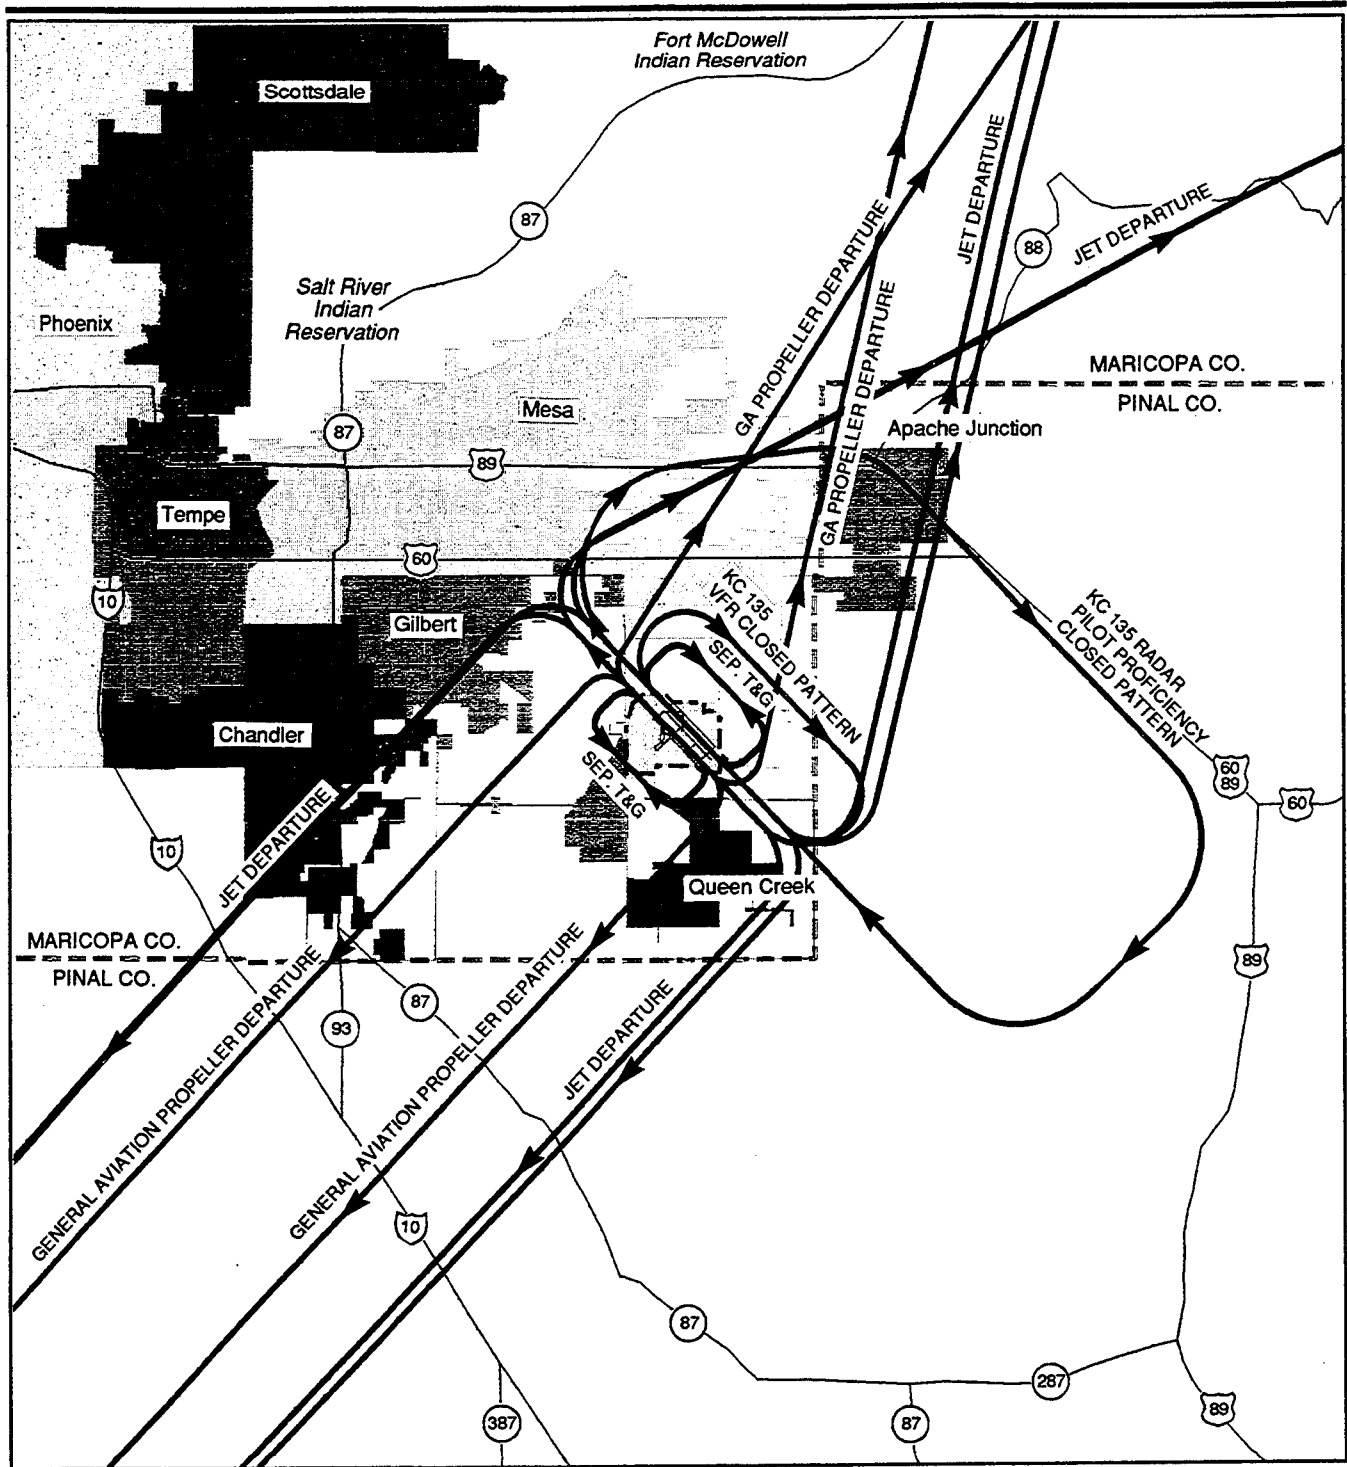 Fort McDowell
Indian Reservation
Scottsdale
87
Salt River
Indian
Reservation
Phoenix
JET DEPARTURE
88
JET DEPARTURE
GA PROPELLER DEPARTURE
GA PROPELLER DEPARTURE
MARICOPA CO.
PINAL CO.
Mesa
87
Apache Junction
89
Tempe
60
10
Gilbert
KC 135
VFR CLOSED PATTERN
SEP. T&G
KC 135 RADAR
PILOT PROFICIENCY
CLOSED PATTERN
Chandler
SEP. T&G
60
89
60
JET DEPARTURE
10
Queen Creek
MARICOPA CO.
PINAL CO.
GENERAL AVIATION PROPELLER DEPARTURE
GENERAL AVIATION PROPELLER DEPARTURE
JET DEPARTURE
89
87
93
10
87
287
387
87
89